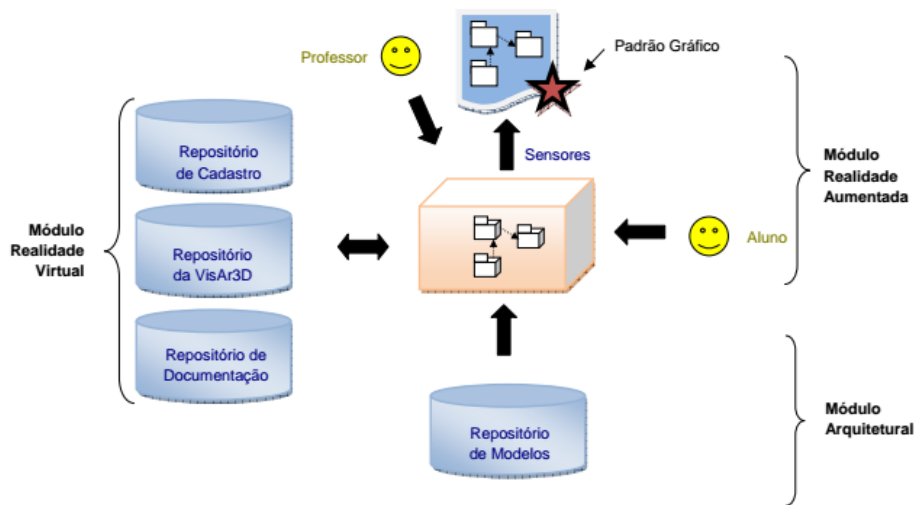 Professor
Padrão Gráfico
Sensores
Repositório
de Cadastro
Módulo
Realidade
Virtual
Repositório
da VisAr3D
Repositório de
Documentação
Módulo
Realidade
Aumentada
Aluno
Repositório
de Modelos
Módulo
Arquitetural